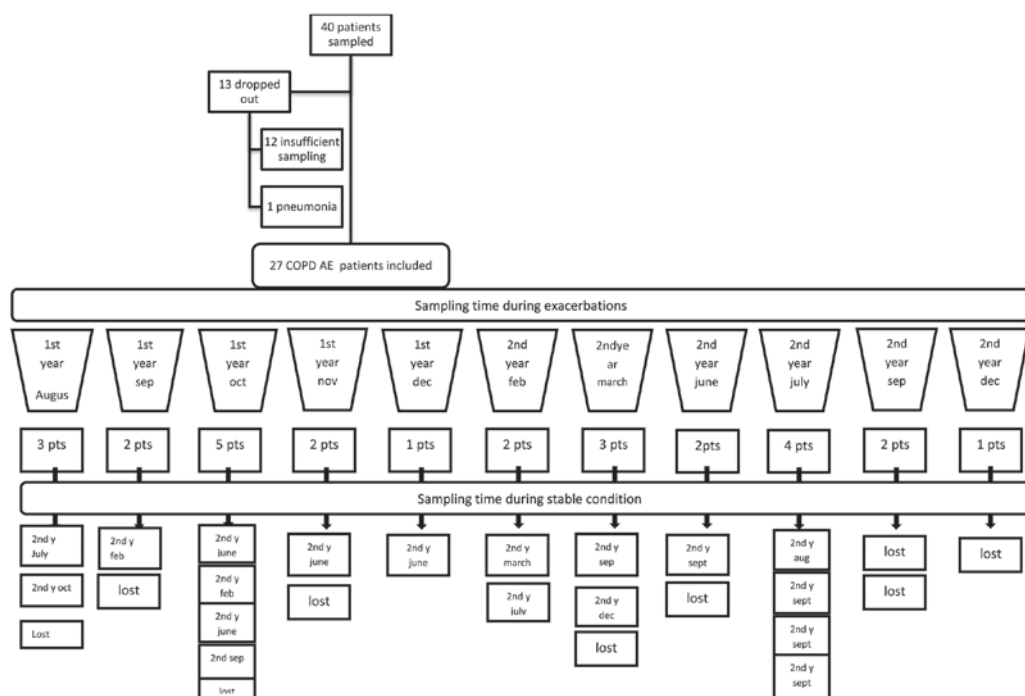 40 patients
sampled
13 dropped
out
12 insufficient
sampling
1 pneumonia
27 COPD AE patients included
Sampling time during exacerbations
1st
year
Augus
1st
year
sep
1st
year
oct
1st
year
nov
1st
year
dec
2nd
year
feb
2ndye
ar
march
2nd
year
june
2nd
year
july
2nd
year
sep
2nd
year
dec
3 pts
2 pts
5 pts
2 pts
1 pts
2 pts
3 pts
2pts
4 pts
2 pts
1 pts
Sampling time during stable condition
2nd y
July
2nd y oct
Lost
2nd y
feb
lost
2nd y
june
2nd y
feb
2nd y
june
2nd sep
lost
2nd y
june
lost
2nd y
june
2nd y
march
2nd y
july
2nd y
sep
2nd y
dec
lost
2nd y
sept
lost
2nd y
aug
2nd y
sept
2nd y
sept
2nd y
sept
lost
lost
lost